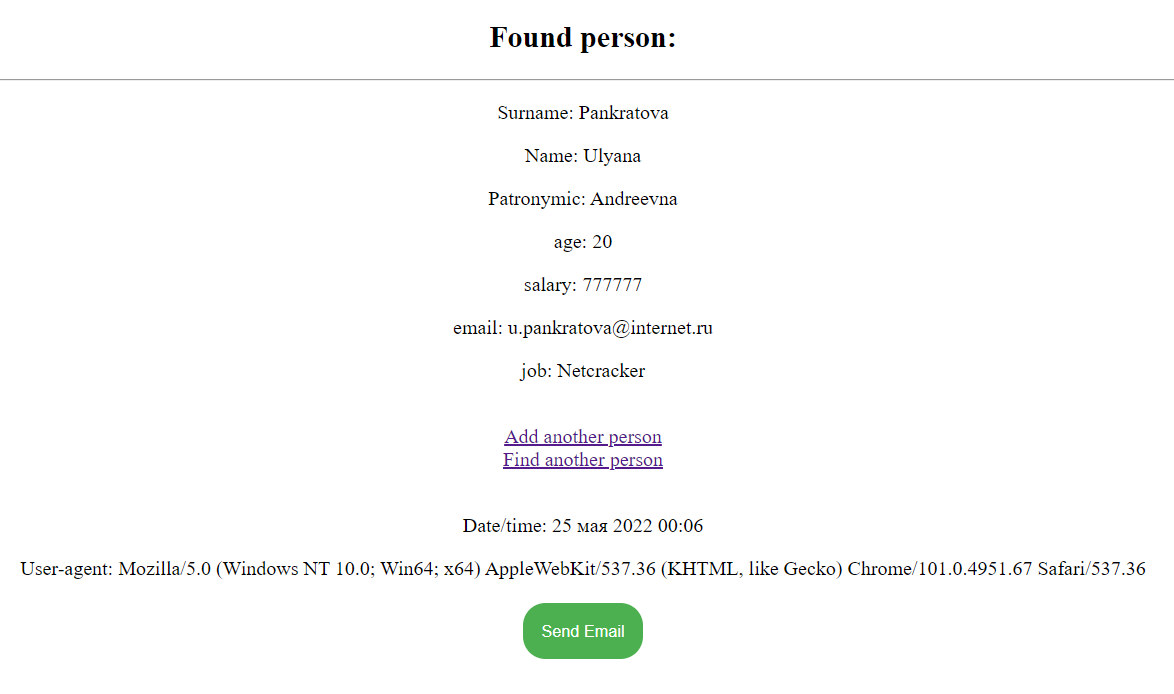 Found person:
Surname: Pankratova
Name: Ulyana
Patronymic: Andreevna
age: 20
salary: 777777
email: u.pankratova@internet.ru
job: Netcracker
Add another person
Find another person
Date/time: 25 мая 2022 00:06
User-agent: Mozilla/5.0 (Windows NT 10.0; Win64; x64) AppleWebKit/537.36 (KHTML, like Gecko) Chrome/101.0.4951.67 Safari/537.36
Send Email